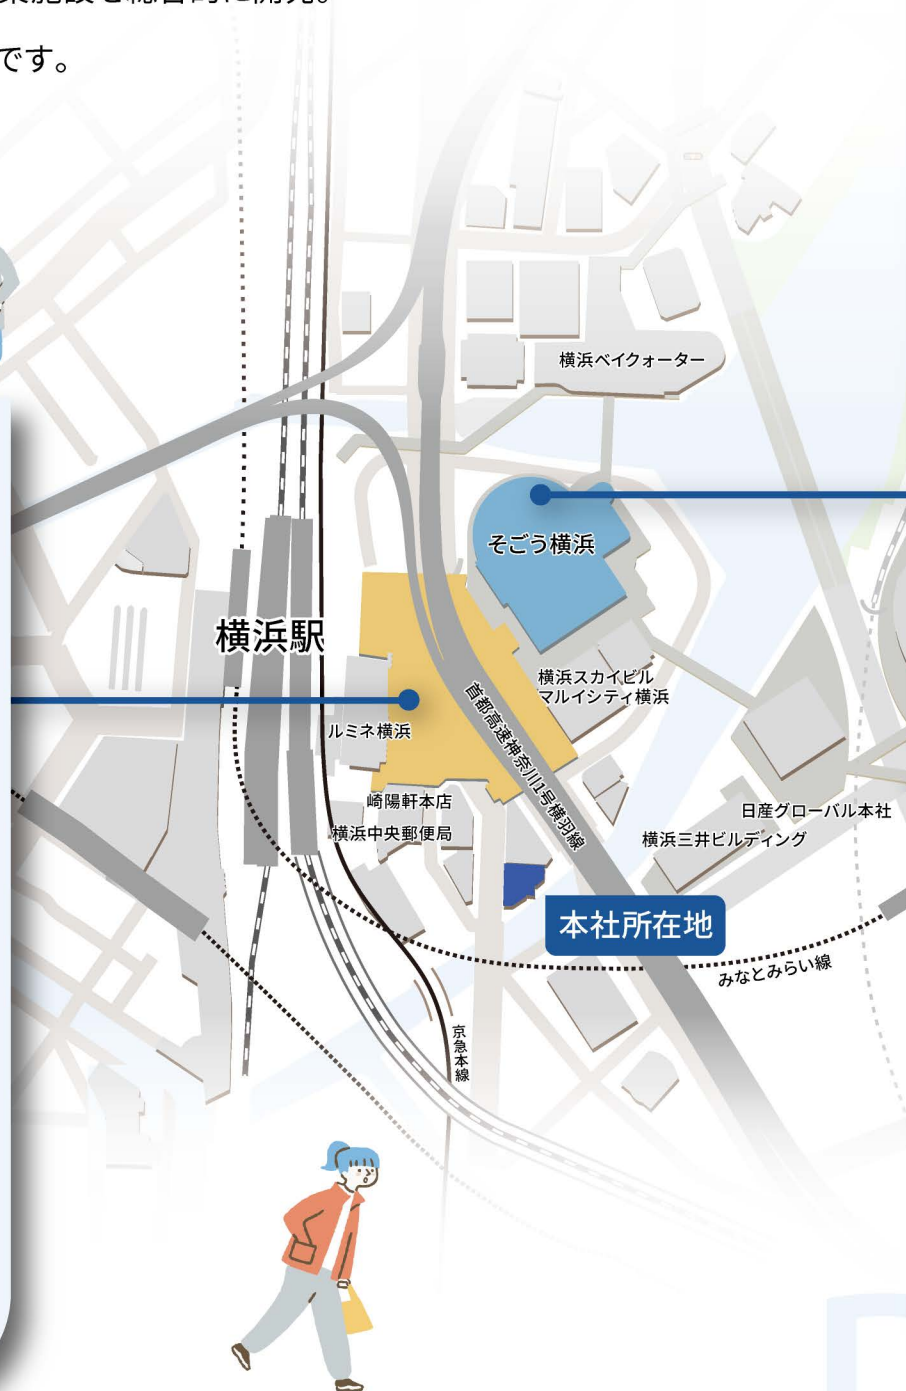 です。
横浜ベイクォーター
そごう横浜
横浜駅
横浜スカイビル
マルイシティ横浜
首都高速神奈川1号横羽線
ルミネ横浜
崎陽軒本店
横浜中央郵便局
日産グローバル本社
横浜三井ビルディング
本社所在地
みなとみらい線
京急本線